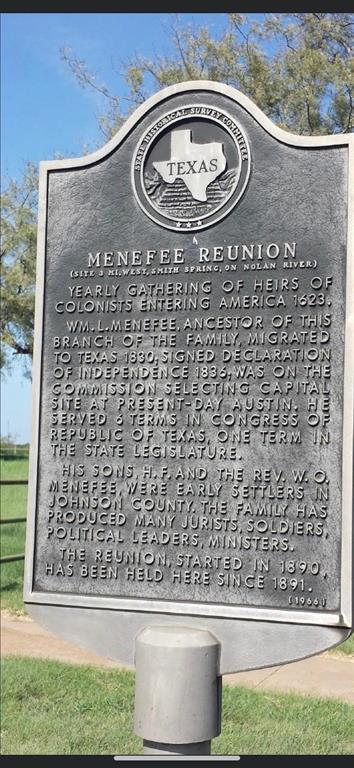 STATE HISTORICAL SURVEY COMMITTEE
TEXAS
MENEFEE REUNION
(SITE 3 MI. WEST, SMITH SPRING, ON NOLAN RIVER)
YEARLY GATHERING OF HEIRS OF
COLONISTS ENTERING AMERICA 1623.
WM. L. MENEFEE, ANCESTOR OF THIS
BRANCH OF THE FAMILY, MIGRATED
TO TEXAS 1830, SIGNED DECLARATION
OF INDEPENDENCE 1836, WAS ON THE
COMMISSION SELECTING CAPITAL
SITE AT PRESENT-DAY AUSTIN. HE
SERVED 6 TERMS IN CONGRESS OF
REPUBLIC OF TEXAS, ONE TERM IN
THE STATE LEGISLATURE.
HIS SONS, H. F. AND THE REV. W. O.
MENEFEE, WERE EARLY SETTLERS IN
JOHNSON COUNTY. THE FAMILY HAS
PRODUCED MANY JURISTS, SOLDIERS,
POLITICAL LEADERS, MINISTERS.
THE REUNION, STARTED IN 1890,
HAS BEEN HELD HERE SINCE 1891.
(1966)